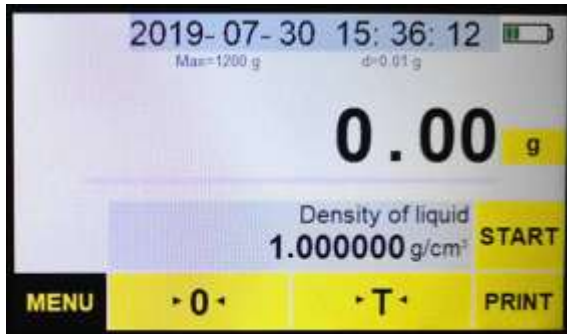 2019-07-30 15:36:12
Max=1200 g d=0.01 g
0.00 g
Density of liquid
1.000000 g/cm³
START
MENU ▸0◂ ▸T◂ PRINT